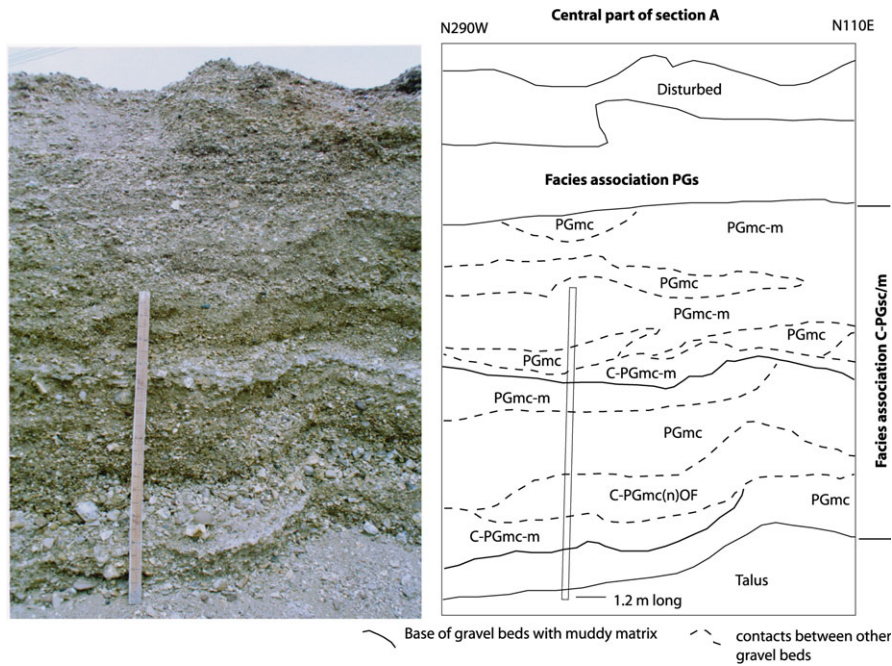 Central part of section A
N290W
N110E
Disturbed
Facies association PGs
PGmc
PGmc-m
PGmc
PGmc-m
PGmc
PGmc
C-PGmc-m
PGmc-m
PGmc
C-PGmc(n)OF
PGmc
C-PGmc-m
Talus
1.2 m long
Facies association C-PGsc/m
Base of gravel beds with muddy matrix
contacts between other
gravel beds